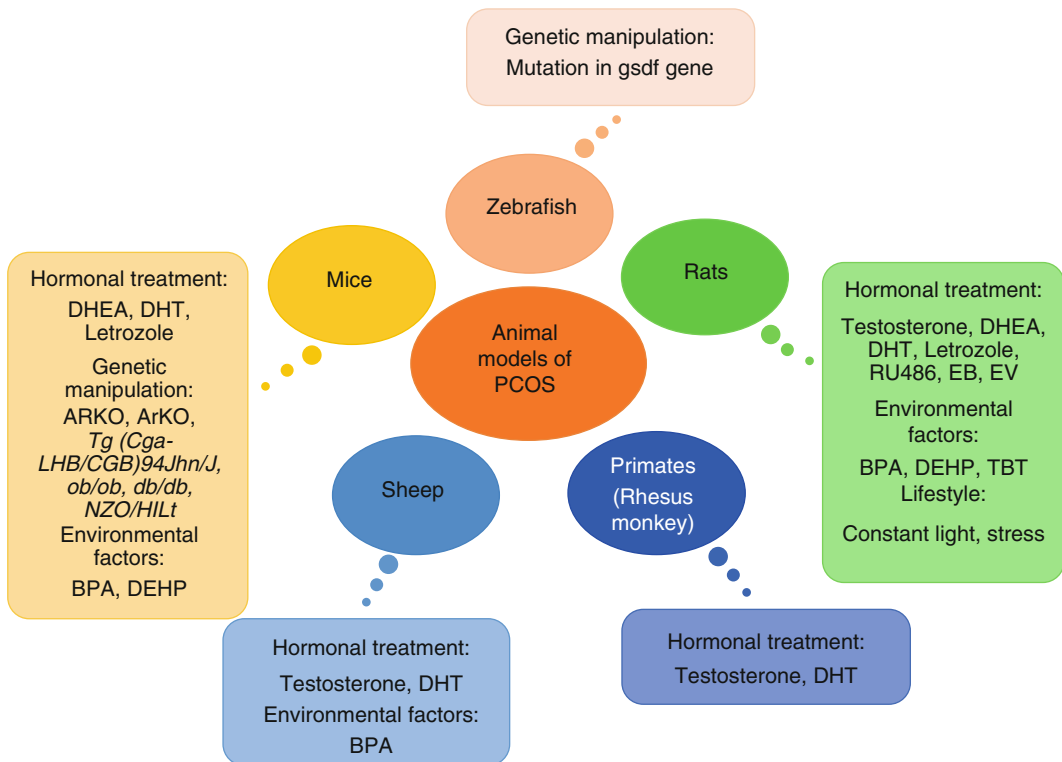 Genetic manipulation:
Mutation in gsdf gene
Zebrafish
Mice
Rats
Animal
models of
PCOS
Hormonal treatment:
DHEA, DHT,
Letrozole
Genetic
manipulation:
ARKO, ArKO,
Tg (Cga-
LHB/CGB)94Jhn/J,
ob/ob, db/db,
NZO/HILt
Environmental
factors:
BPA, DEHP
Hormonal treatment:
Testosterone, DHEA,
DHT, Letrozole,
RU486, EB, EV
Environmental
factors:
BPA, DEHP, TBT
Lifestyle:
Constant light, stress
Sheep
Primates
(Rhesus
monkey)
Hormonal treatment:
Testosterone, DHT
Environmental factors:
BPA
Hormonal treatment:
Testosterone, DHT